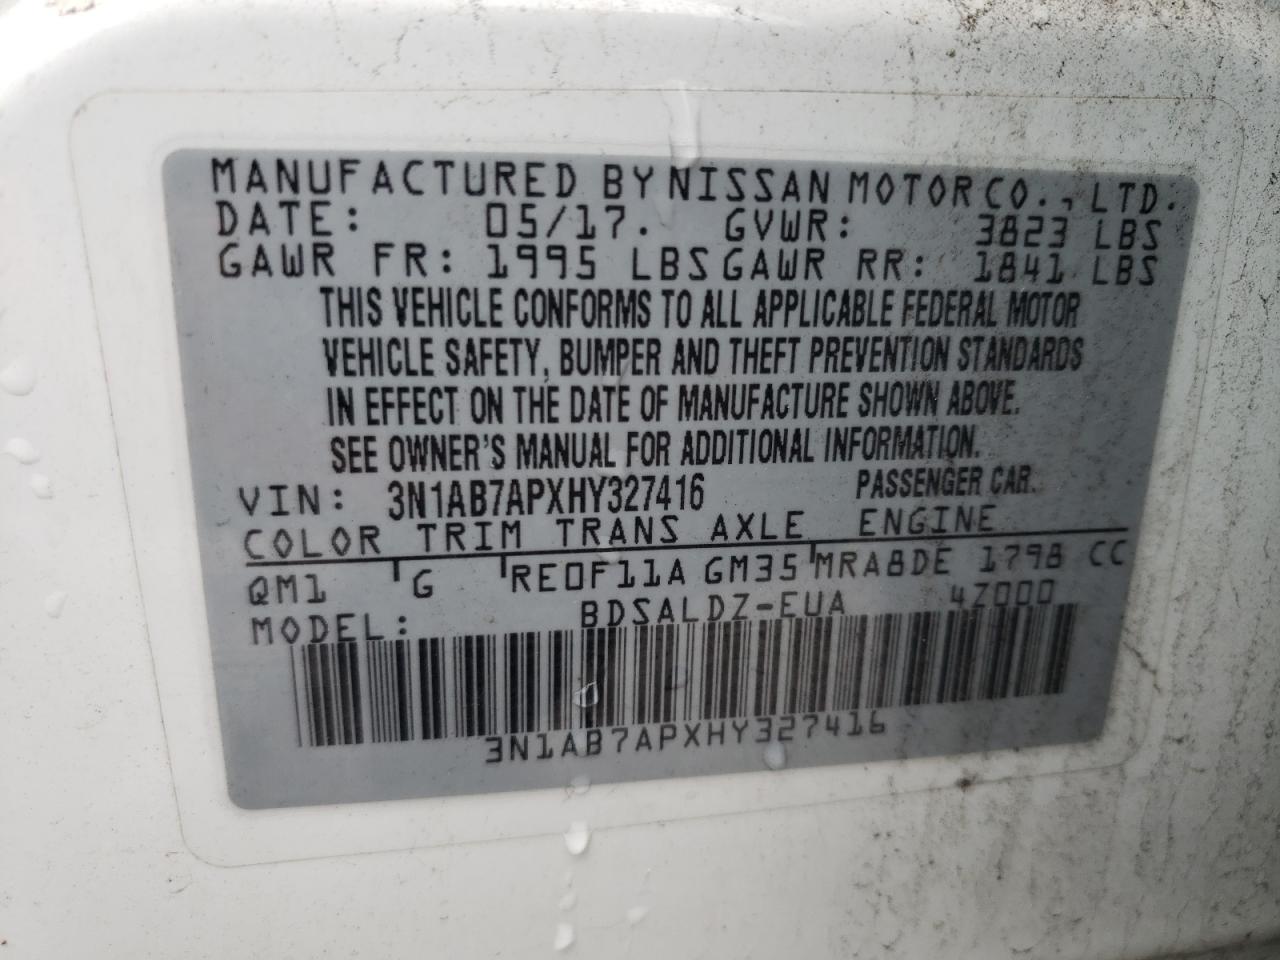 MANUFACTURED BY NISSAN MOTOR CO., LTD.
DATE: 05/17. GVWR: 3823 LBS
GAWR FR: 1995 LBS GAWR RR: 1841 LBS
THIS VEHICLE CONFORMS TO ALL APPLICABLE FEDERAL MOTOR
VEHICLE SAFETY, BUMPER AND THEFT PREVENTION STANDARDS
IN EFFECT ON THE DATE OF MANUFACTURE SHOWN ABOVE.
SEE OWNER'S MANUAL FOR ADDITIONAL INFORMATION.
VIN: 3N1AB7APXHY327416 PASSENGER CAR.
COLOR TRIM TRANS AXLE ENGINE
QM1 G RE0F11A GM35 MRA8DE 1798 CC
MODEL: BDSALDZ-EUA 4Z000
3N1AB7APXHY327416